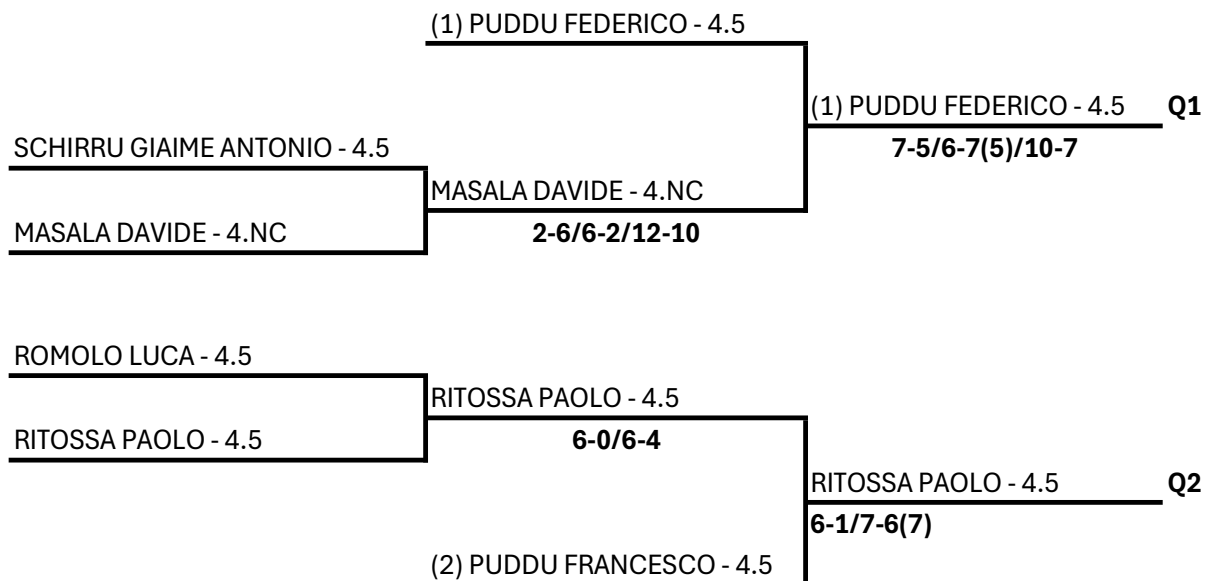 (1) PUDDU FEDERICO - 4.5
(1) PUDDU FEDERICO - 4.5 Q1
SCHIRRU GIAIME ANTONIO - 4.5
7-5/6-7(5)/10-7
MASALA DAVIDE - 4.NC
MASALA DAVIDE - 4.NC
2-6/6-2/12-10
ROMOLO LUCA - 4.5
RITOSSA PAOLO - 4.5
RITOSSA PAOLO - 4.5
6-0/6-4
RITOSSA PAOLO - 4.5 Q2
6-1/7-6(7)
(2) PUDDU FRANCESCO - 4.5